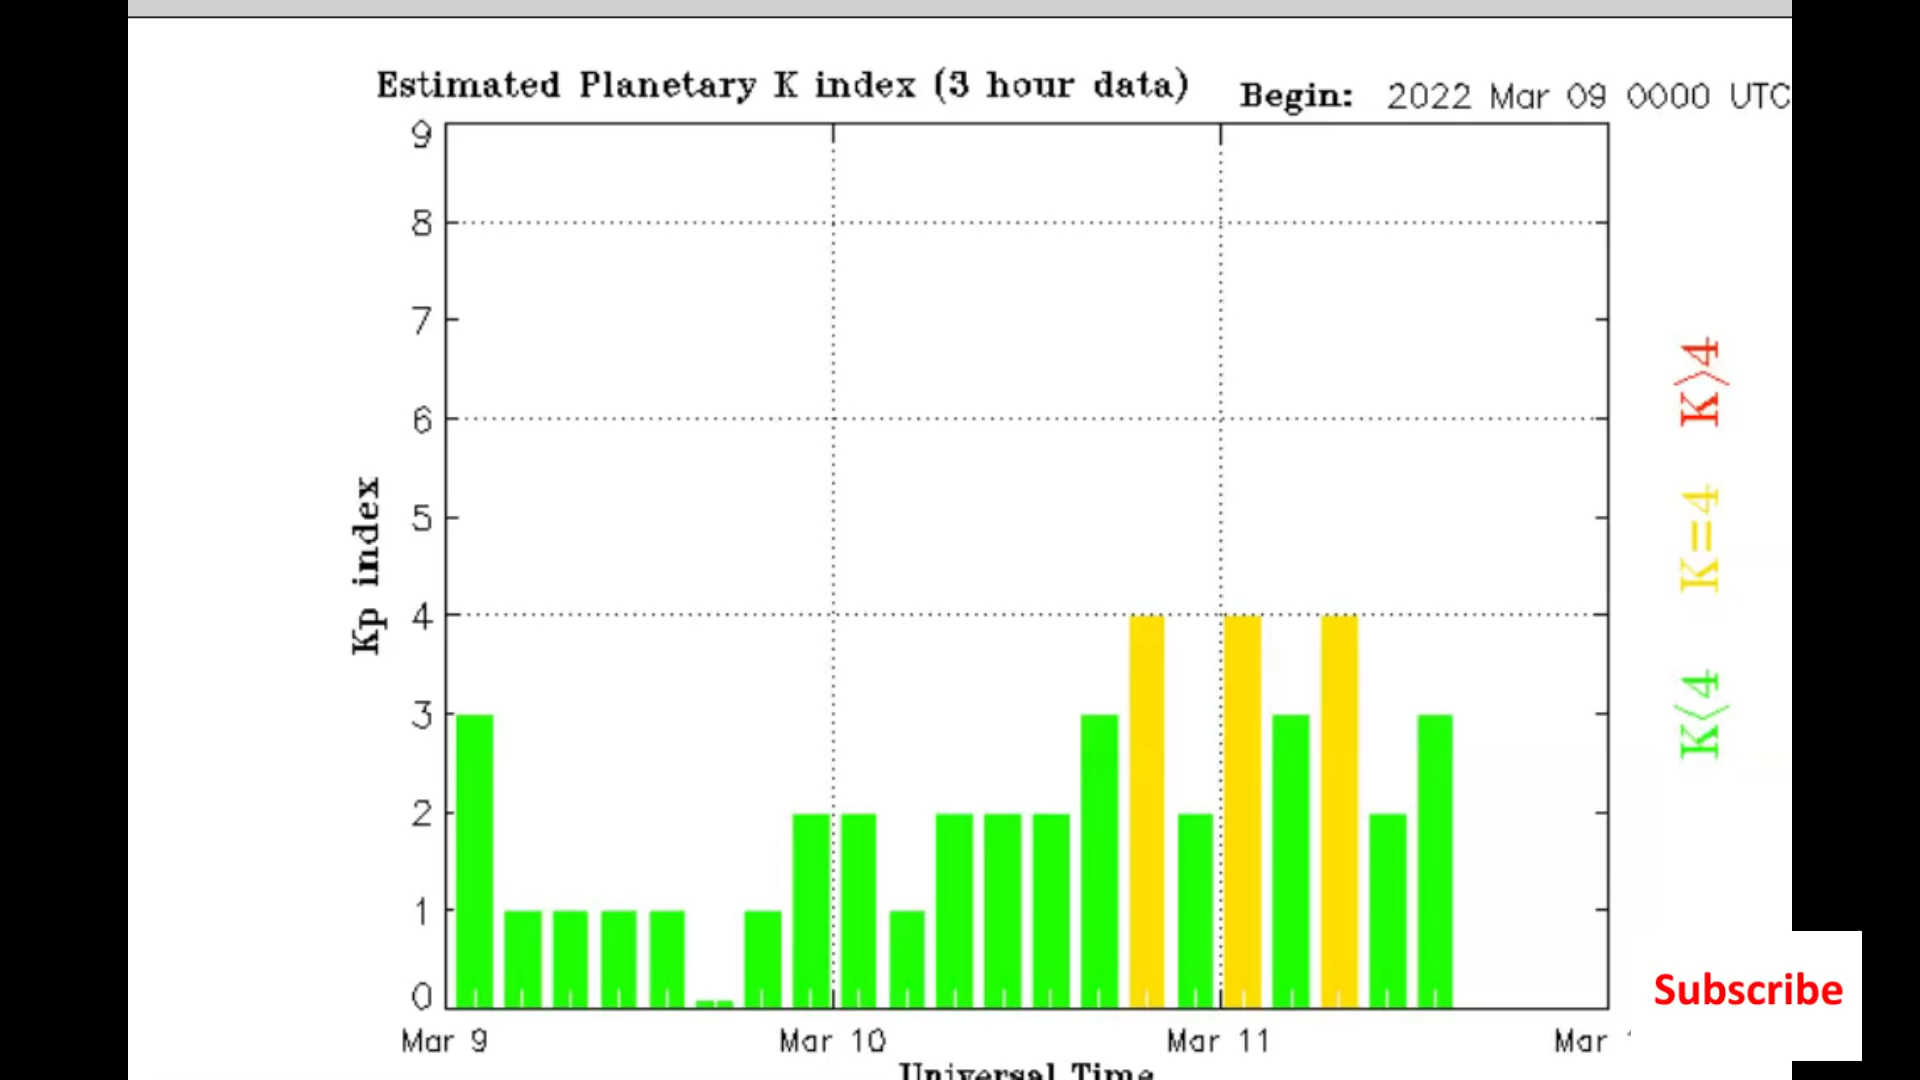 Estimated Planetary K index (3 hour data) Begin: 2022 Mar 09 0000 UTC
9
8
7
6
5
4
3
2
1
0
Kp index
K>4
K=4
K<4
Mar 9 Mar 10 Mar 11 Mar
Universal Time
Subscribe